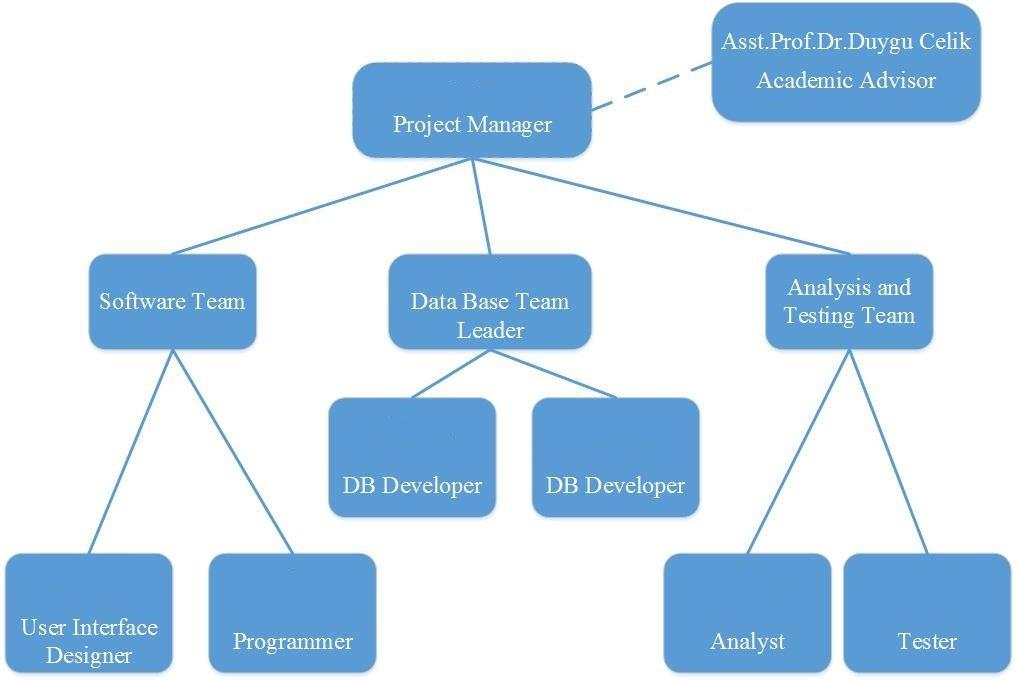 Asst.Prof.Dr.Duygu Celik
Academic Advisor
Project Manager
Software Team
Data Base Team
Leader
Analysis and
Testing Team
DB Developer
DB Developer
User Interface
Designer
Programmer
Analyst
Tester